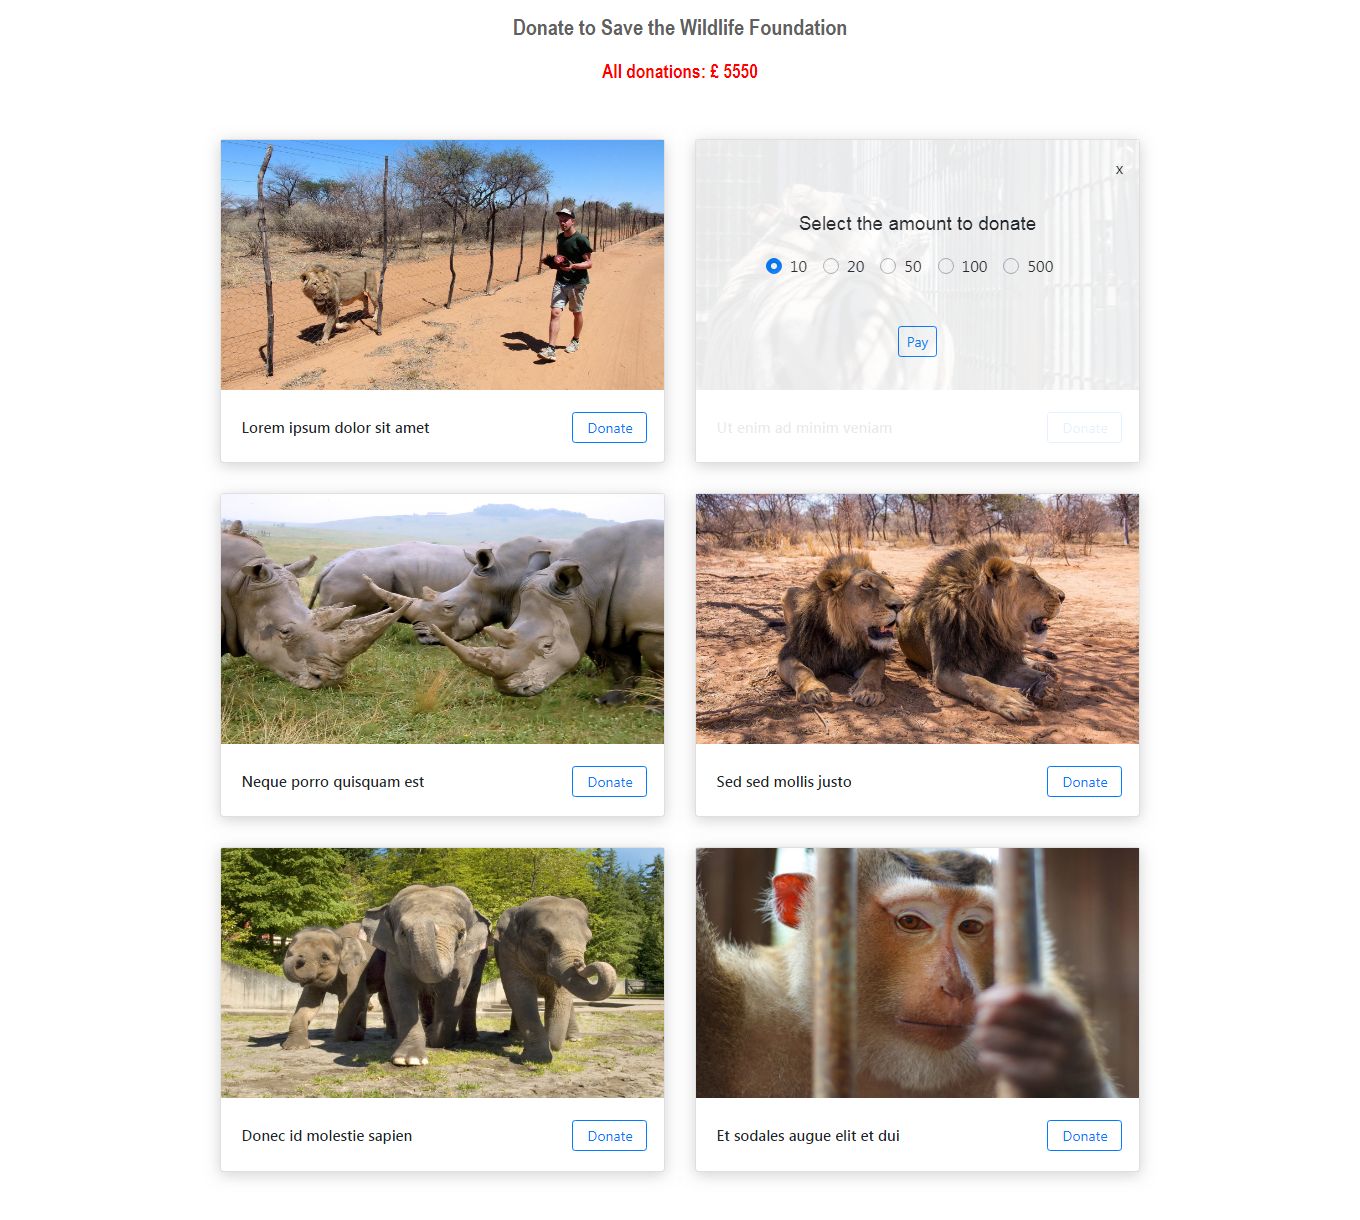 Donate to Save the Wildlife Foundation
All donations: £ 5550
x
Select the amount to donate
10 20 50 100 500
Pay
Lorem ipsum dolor sit amet Donate
Ut enim ad minim veniam Donate
Neque porro quisquam est Donate
Sed sed mollis justo Donate
Donec id molestie sapien Donate
Et sodales augue elit et dui Donate